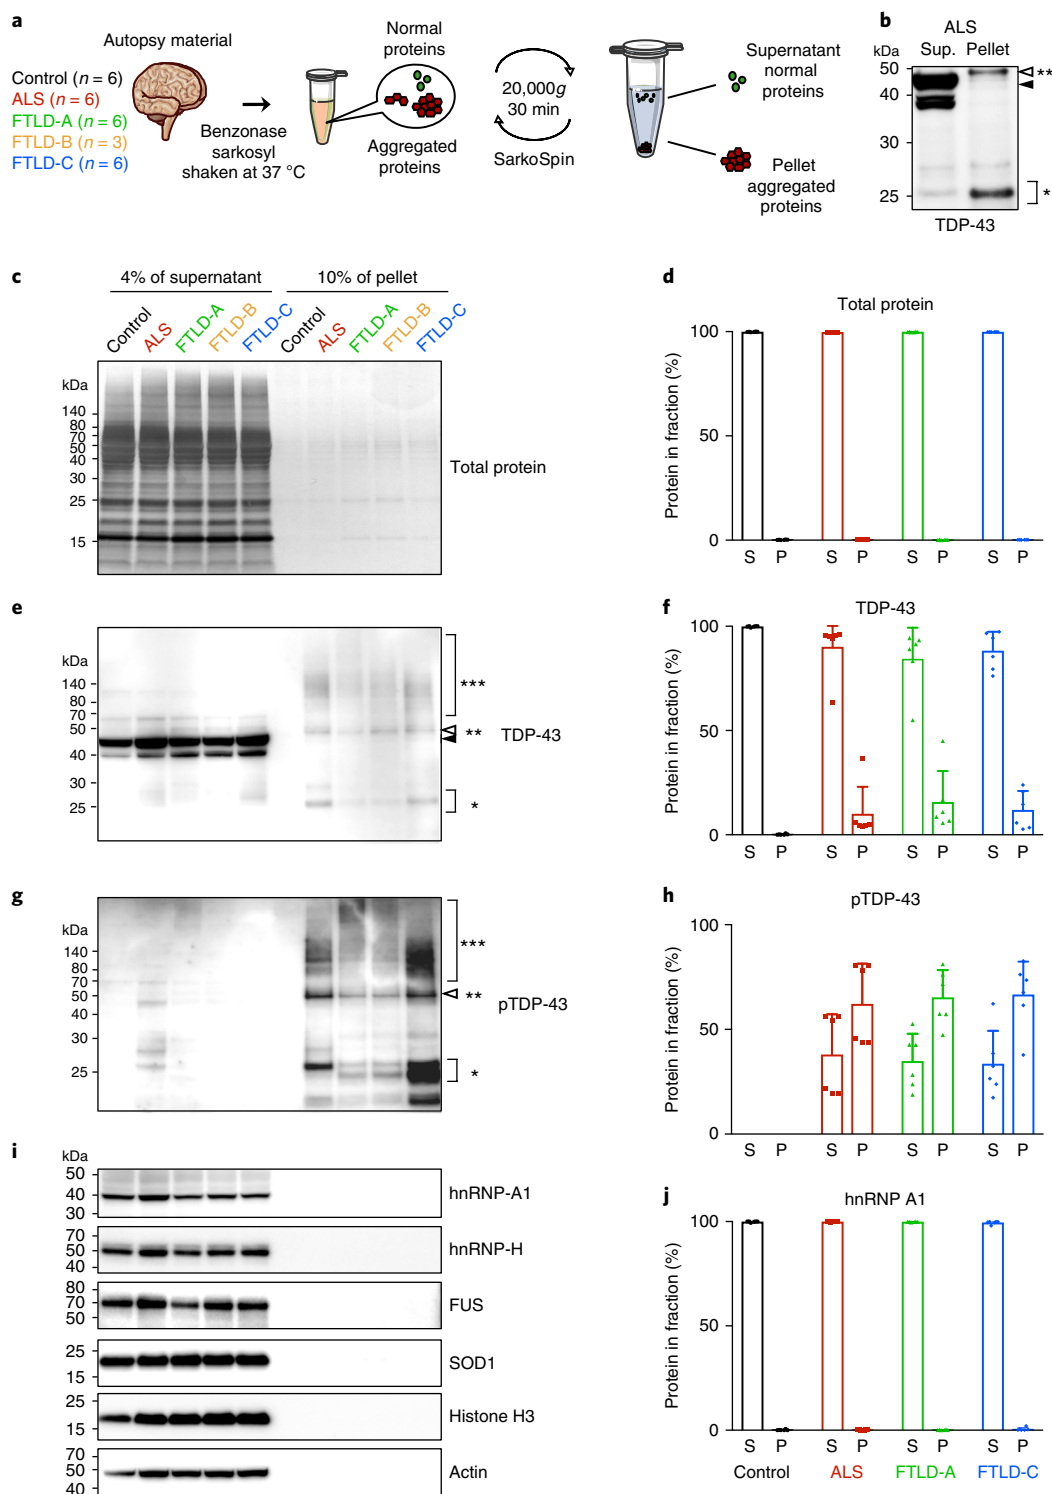 a
Autopsy material
Control (n = 6)
ALS (n = 6)
FTLD-A (n = 6)
FTLD-B (n = 3)
FTLD-C (n = 6)
Benzonase
sarkosyl
shaken at 37 °C
Normal
proteins
Aggregated
proteins
20,000g
30 min
SarkoSpin
Supernatant
normal
proteins
Pellet
aggregated
proteins
b
ALS
kDa Sup. Pellet
50 **
40
30
25 *
TDP-43
c
4% of supernatant 10% of pellet
Control ALS FTLD-A FTLD-B FTLD-C Control ALS FTLD-A FTLD-B FTLD-C
kDa
140
80
70
50
40
30
25
15
Total protein
d
Total protein
Protein in fraction (%)
100
50
0
S P S P S P S P
e
kDa
140 ***
80
70
50 ** TDP-43
40
25 *
f
TDP-43
Protein in fraction (%)
100
50
0
S P S P S P S P
g
kDa
140 ***
80
70
50 ** pTDP-43
40
30
25 *
h
pTDP-43
Protein in fraction (%)
100
50
0
S P S P S P S P
i
kDa
50
40 hnRNP-A1
30
70
50 hnRNP-H
40
80
70 FUS
50
25
SOD1
15
25
Histone H3
15
70
50 Actin
40
j
hnRNP A1
Protein in fraction (%)
100
50
0
S P S P S P S P
Control ALS FTLD-A FTLD-C